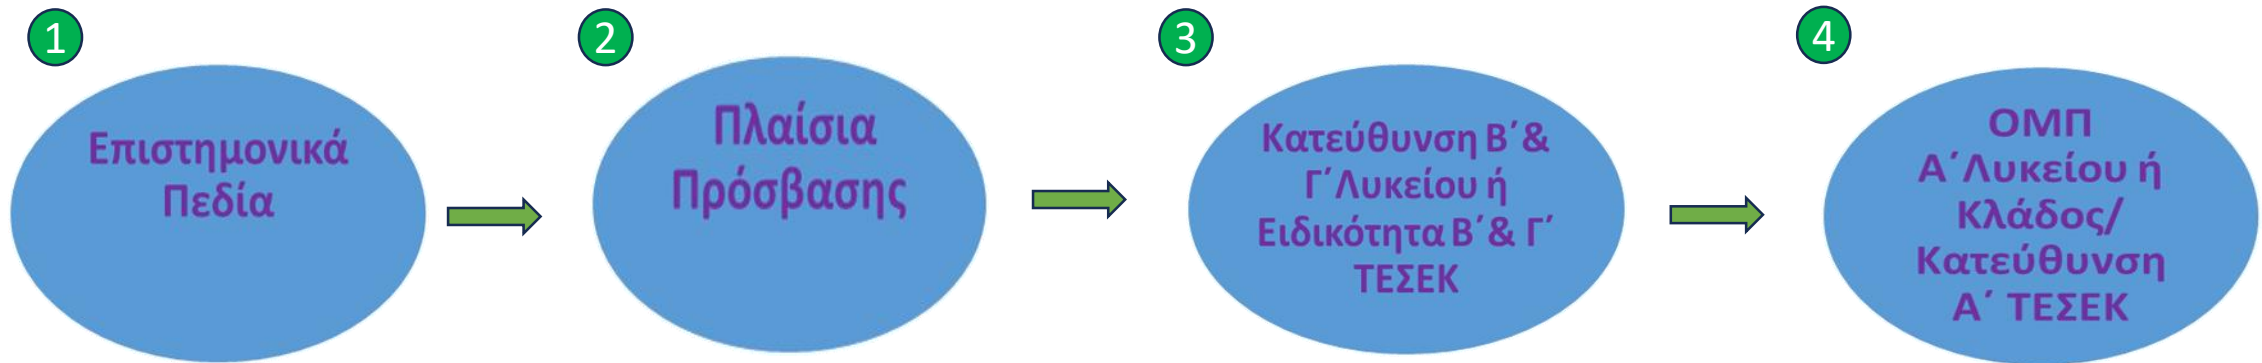 1
Επιστημονικά
Πεδία
2
Πλαίσια
Πρόσβασης
3
Κατεύθυνση Β΄&
Γ΄Λυκείου ή
Ειδικότητα Β΄& Γ΄
ΤΕΣΕΚ
4
ΟΜΠ
Α΄Λυκείου ή
Κλάδος/
Κατεύθυνση
Α΄ ΤΕΣΕΚ